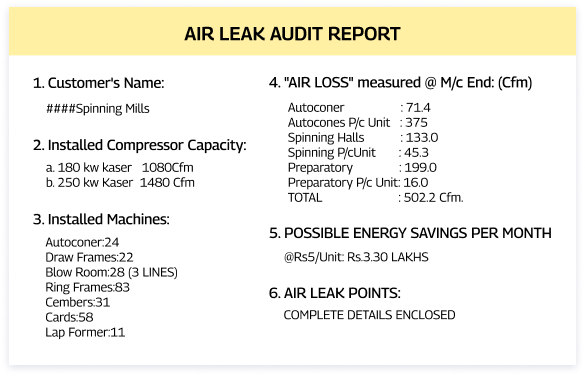 AIR LEAK AUDIT REPORT
1. Customer's Name:
####Spinning Mills
2. Installed Compressor Capacity:
a. 180 kw kaser 1080Cfm
b. 250 kw Kaser 1480 Cfm
3. Installed Machines:
Autoconer:24
Draw Frames:22
Blow Room:28 (3 LINES)
Ring Frames:83
Cembers:31
Cards:58
Lap Former:11
4. "AIR LOSS" measured @ M/c End: (Cfm)
Autoconer : 71.4
Autocones P/c Unit : 375
Spinning Halls : 133.0
Spinning P/cUnit : 45.3
Preparatory : 199.0
Preparatory P/c Unit: 16.0
TOTAL : 502.2 Cfm.
5. POSSIBLE ENERGY SAVINGS PER MONTH
@Rs5/Unit: Rs.3.30 LAKHS
6. AIR LEAK POINTS:
COMPLETE DETAILS ENCLOSED